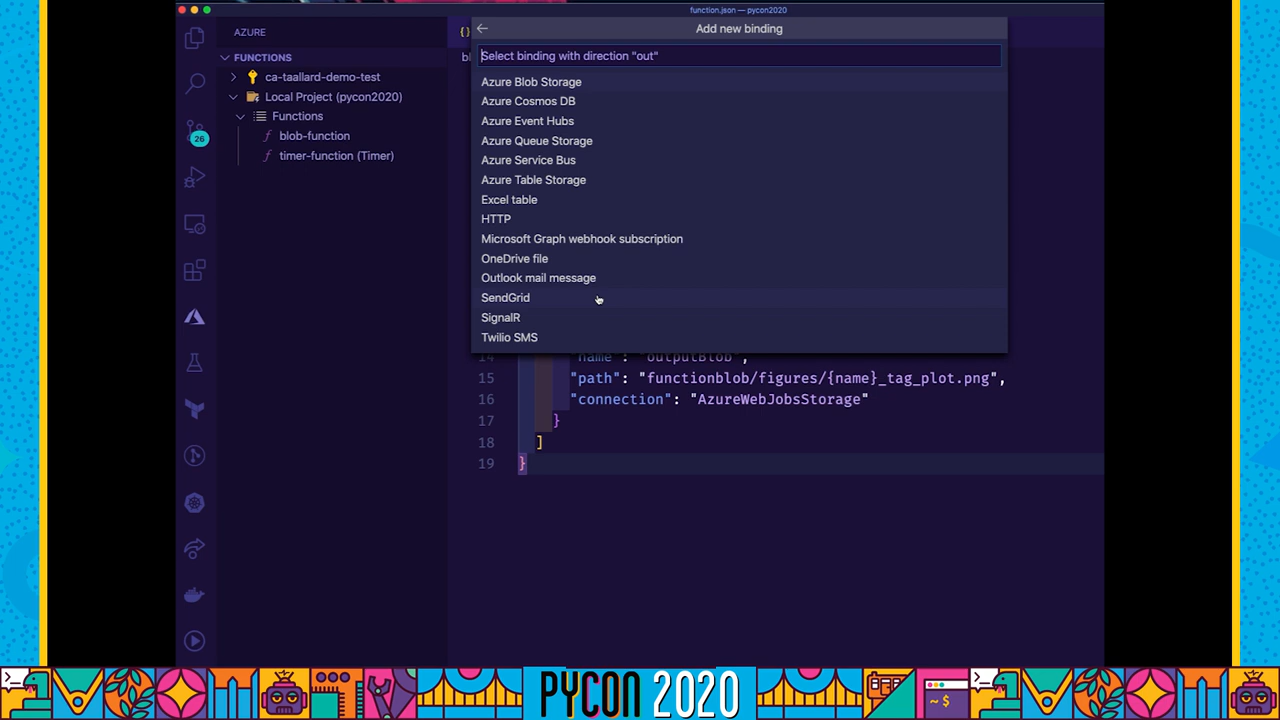 function.json — pycon2020
AZURE
Add new binding
Select binding with direction "out"
FUNCTIONS
ca-taallard-demo-test
Local Project (pycon2020)
Functions
blob-function
timer-function (Timer)
26
Azure Blob Storage
Azure Cosmos DB
Azure Event Hubs
Azure Queue Storage
Azure Service Bus
Azure Table Storage
Excel table
HTTP
Microsoft Graph webhook subscription
OneDrive file
Outlook mail message
SendGrid
SignalR
Twilio SMS
{}
bl
14 "name": "outputBlob",
15 "path": "functionblob/figures/{name}_tag_plot.png",
16 "connection": "AzureWebJobsStorage"
17 }
18 ]
19 }
PYCON 2020
~ $